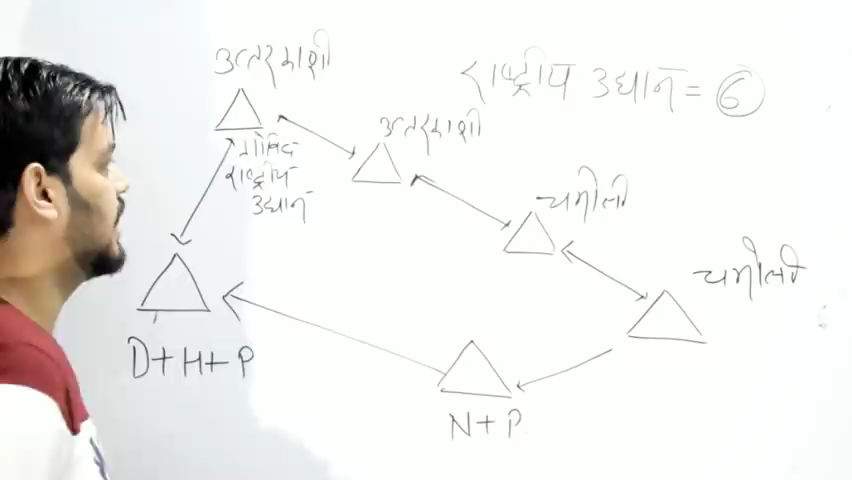 उत्तरकाशी
राष्ट्रीय उद्यान = 6
उत्तरकाशी
गोविंद
राष्ट्रीय
उद्यान
चमोली
चमोली
D+H+P
N+P